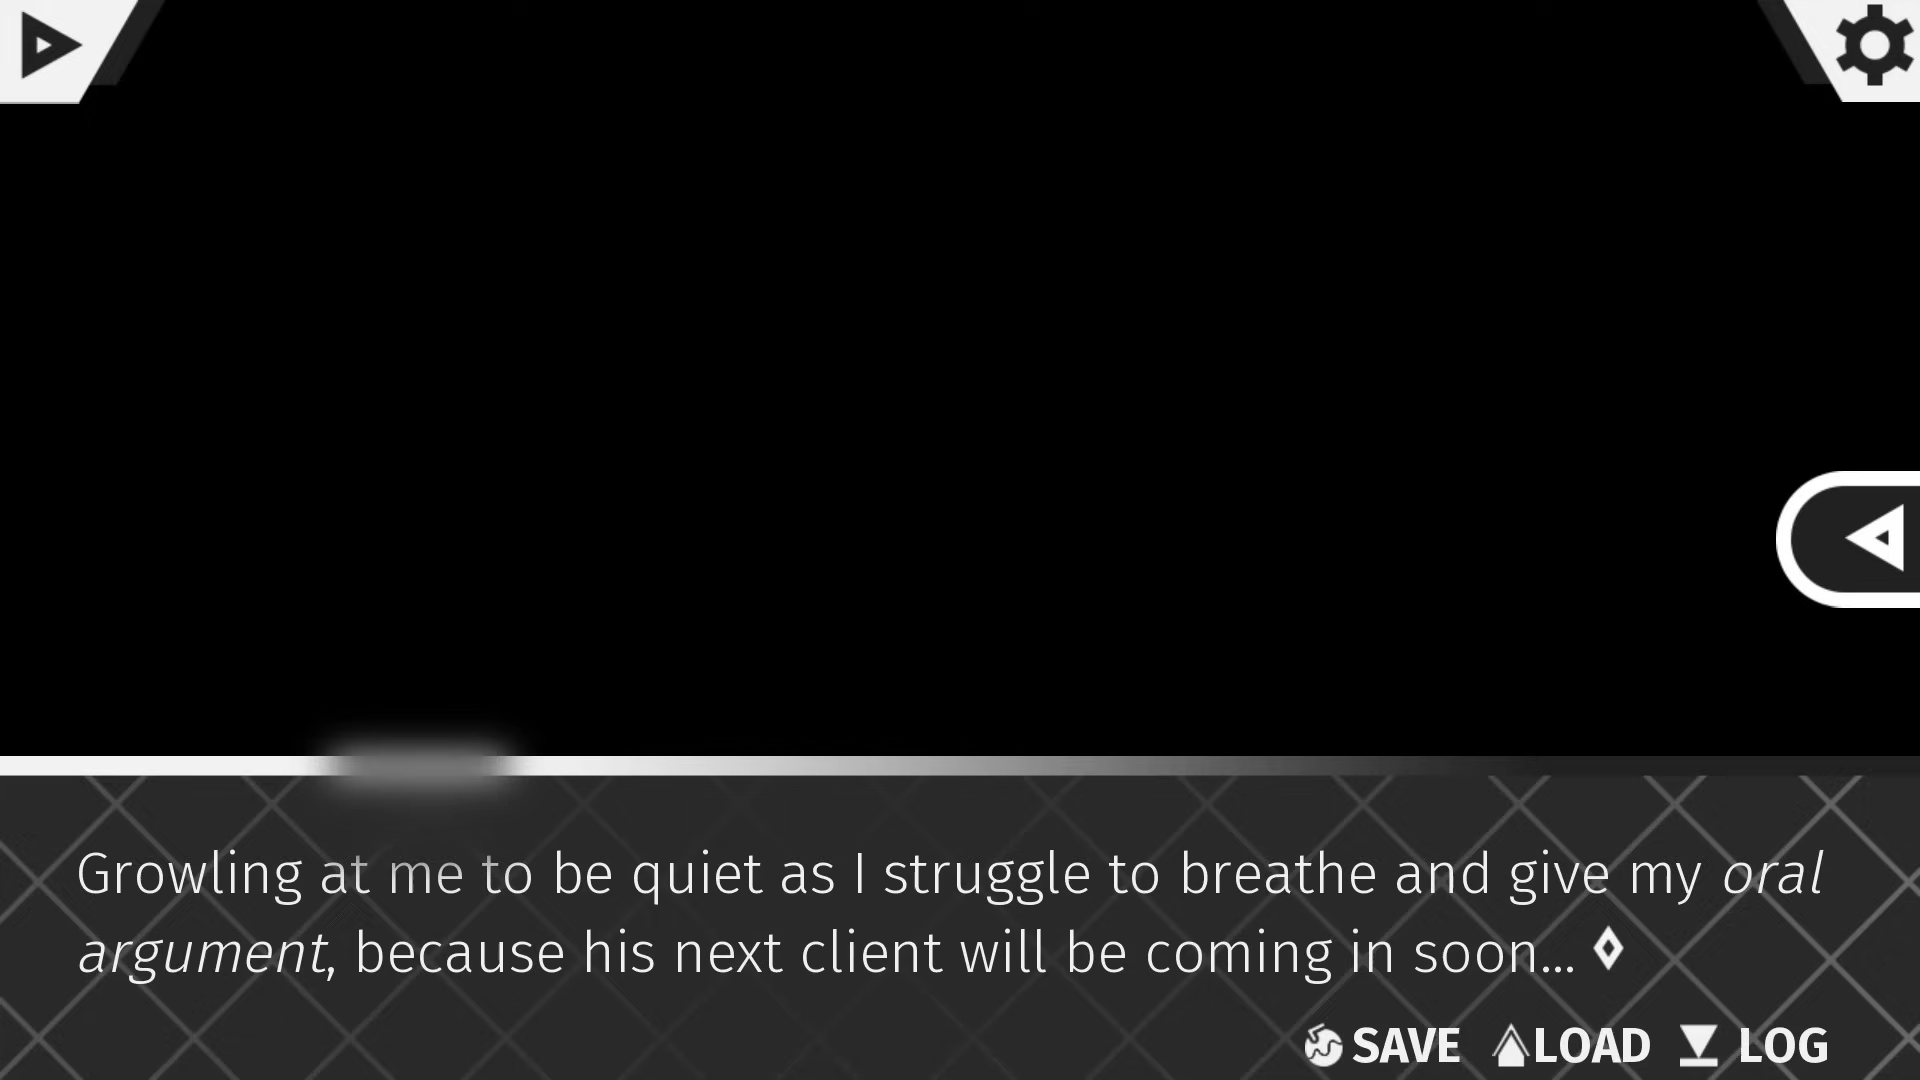 Growling at me to be quiet as I struggle to breathe and give my oral
argument, because his next client will be coming in soon...
SAVE LOAD LOG